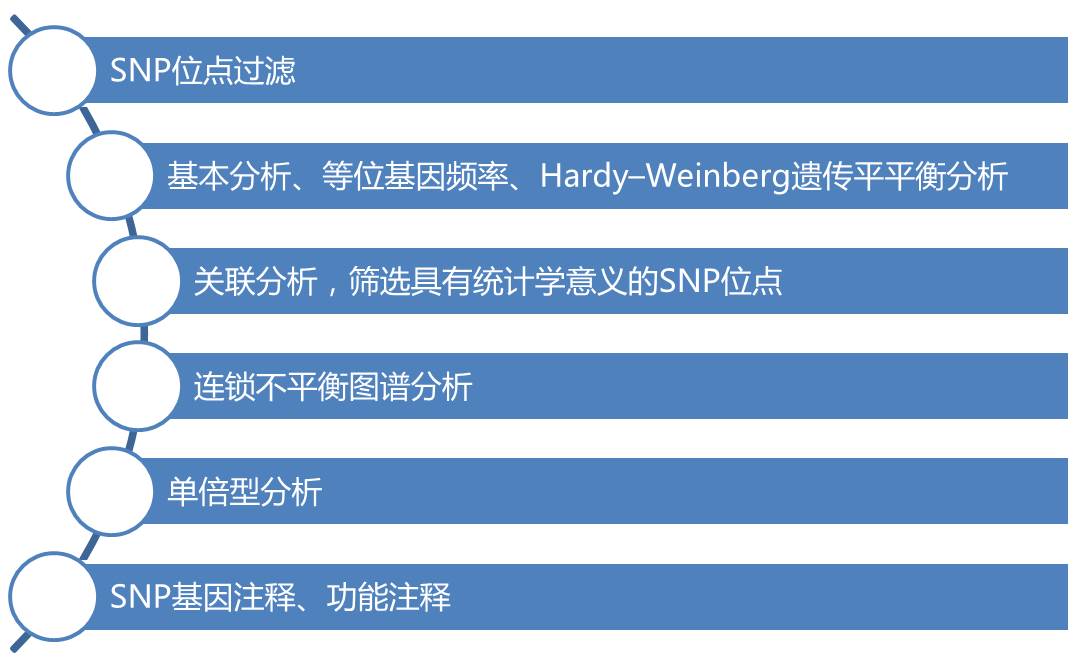 SNP位点过滤
基本分析、等位基因频率、Hardy–Weinberg遗传平平衡分析
关联分析，筛选具有统计学意义的SNP位点
连锁不平衡图谱分析
单倍型分析
SNP基因注释、功能注释